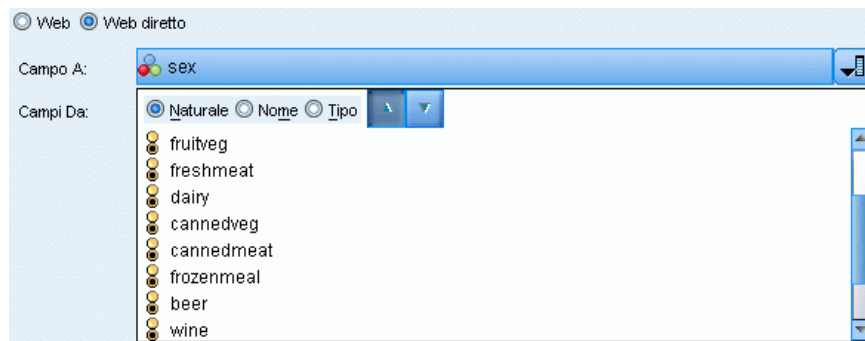 Web Web diretto
Campo A: sex
Campi Da: Naturale Nome Tipo
fruitveg
freshmeat
dairy
cannedveg
cannedmeat
frozenmeal
beer
wine